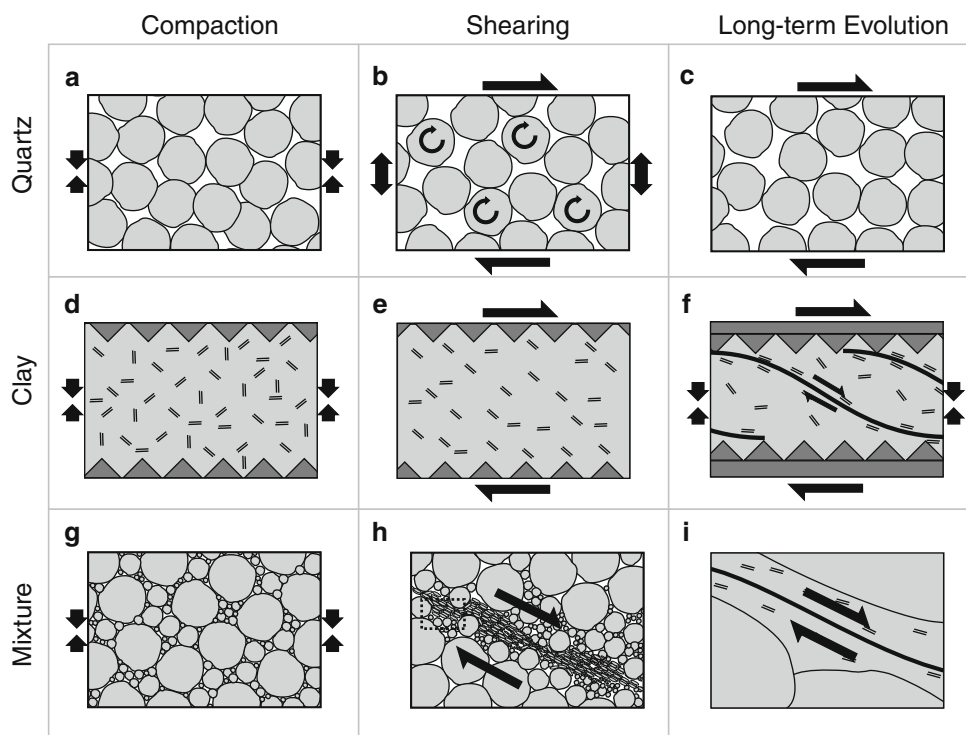 Compaction Shearing Long-term Evolution
Quartz
a b c
Clay
d e f
Mixture
g h i